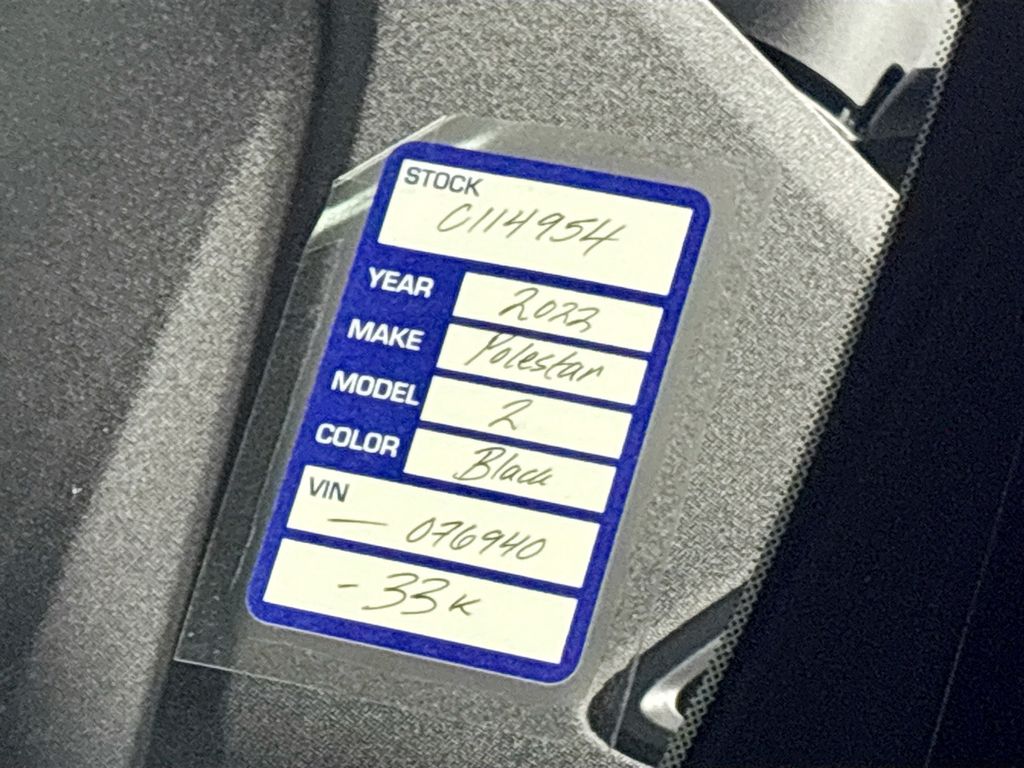 STOCK
C114954
YEAR 2022
MAKE Polestar
MODEL 2
COLOR Black
VIN
— 076940
- 33K